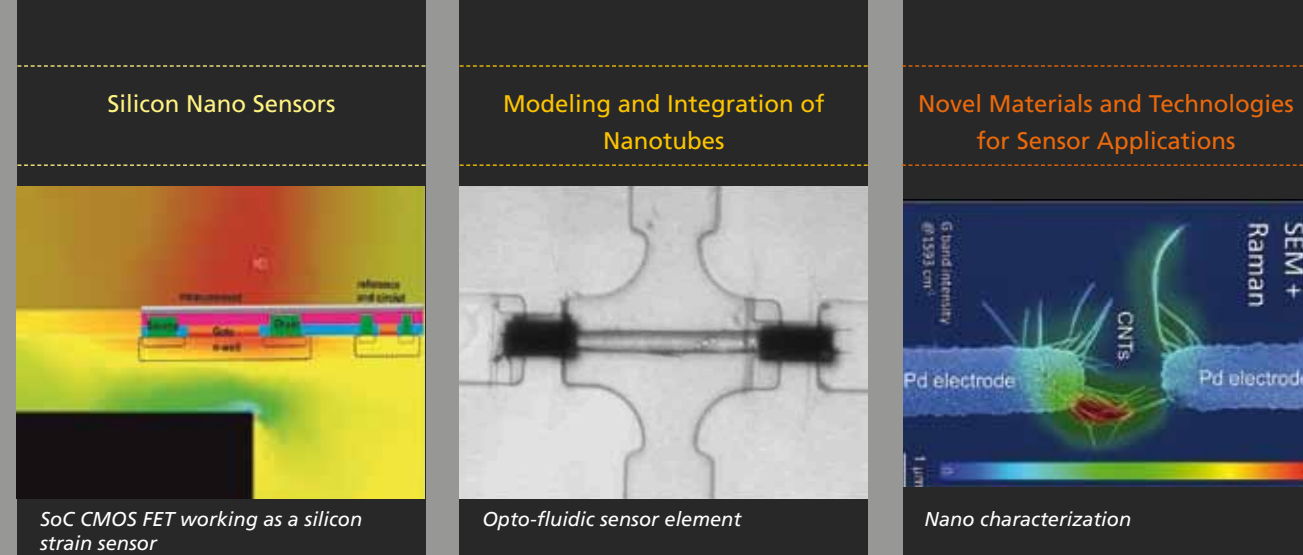 Silicon Nano Sensors
measurement
reference
and circuit
Source
Gate
Drain
n-well
SoC CMOS FET working as a silicon
strain sensor
Modeling and Integration of
Nanotubes
Opto-fluidic sensor element
Novel Materials and Technologies
for Sensor Applications
SEM +
Raman
G band intensity
@1593 cm⁻¹
CNTs
Pd electrode
Pd electrode
1 µm
0
Nano characterization